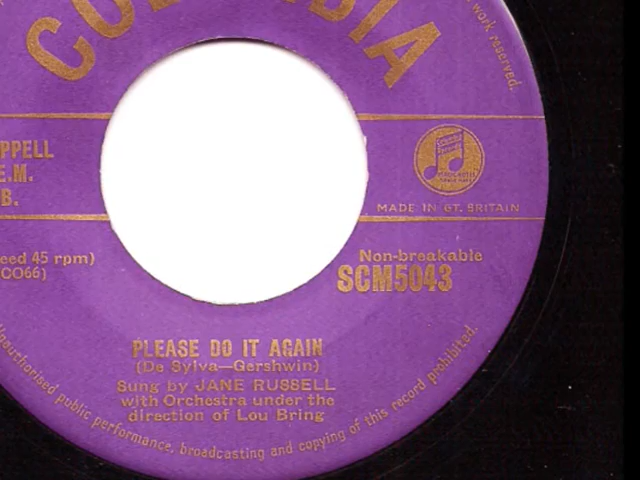 COLUMBIA
work reserved.
PPELL
E.M.
B.
MADE IN GT. BRITAIN
eed 45 rpm)
CO66)
Non-breakable
SCM5043
PLEASE DO IT AGAIN
(De Sylva—Gershwin)
Sung by JANE RUSSELL
with Orchestra under the
direction of Lou Bring
Unauthorised public performance, broadcasting and copying of this record prohibited.